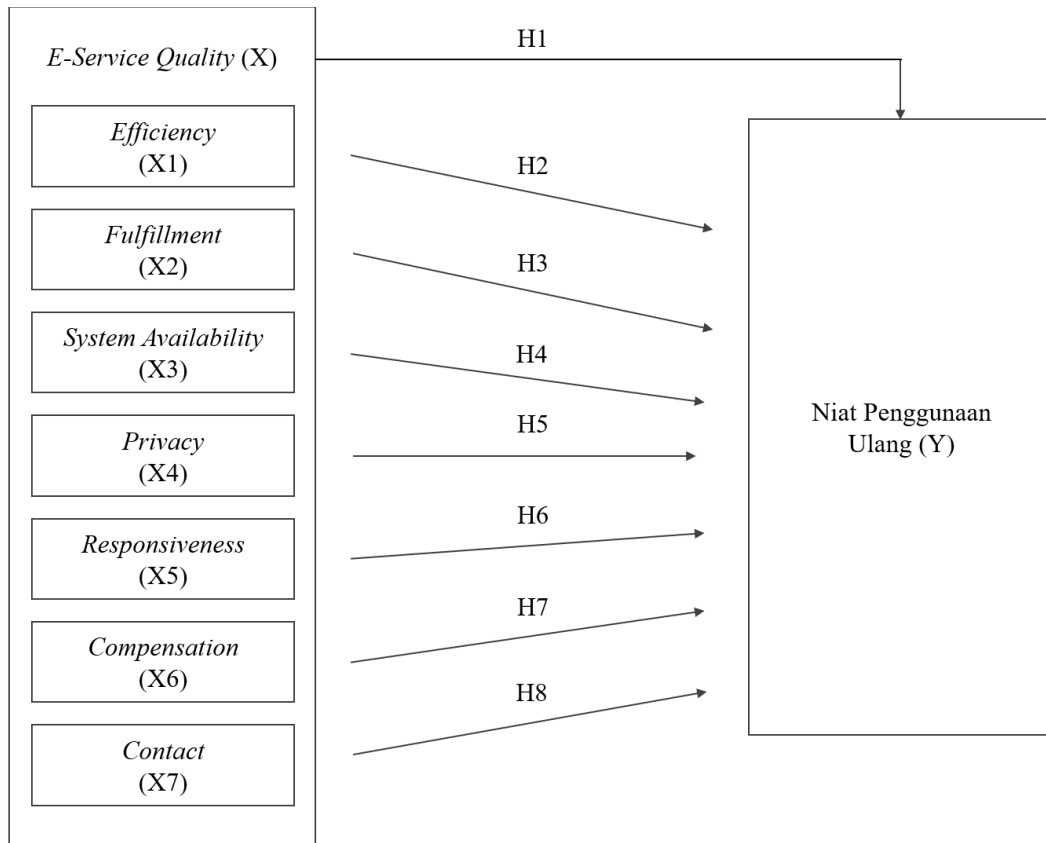 E-Service Quality (X)
Efficiency
(X1)
Fulfillment
(X2)
System Availability
(X3)
Privacy
(X4)
Responsiveness
(X5)
Compensation
(X6)
Contact
(X7)
H1
H2
H3
H4
H5
H6
H7
H8
Niat Penggunaan
Ulang (Y)